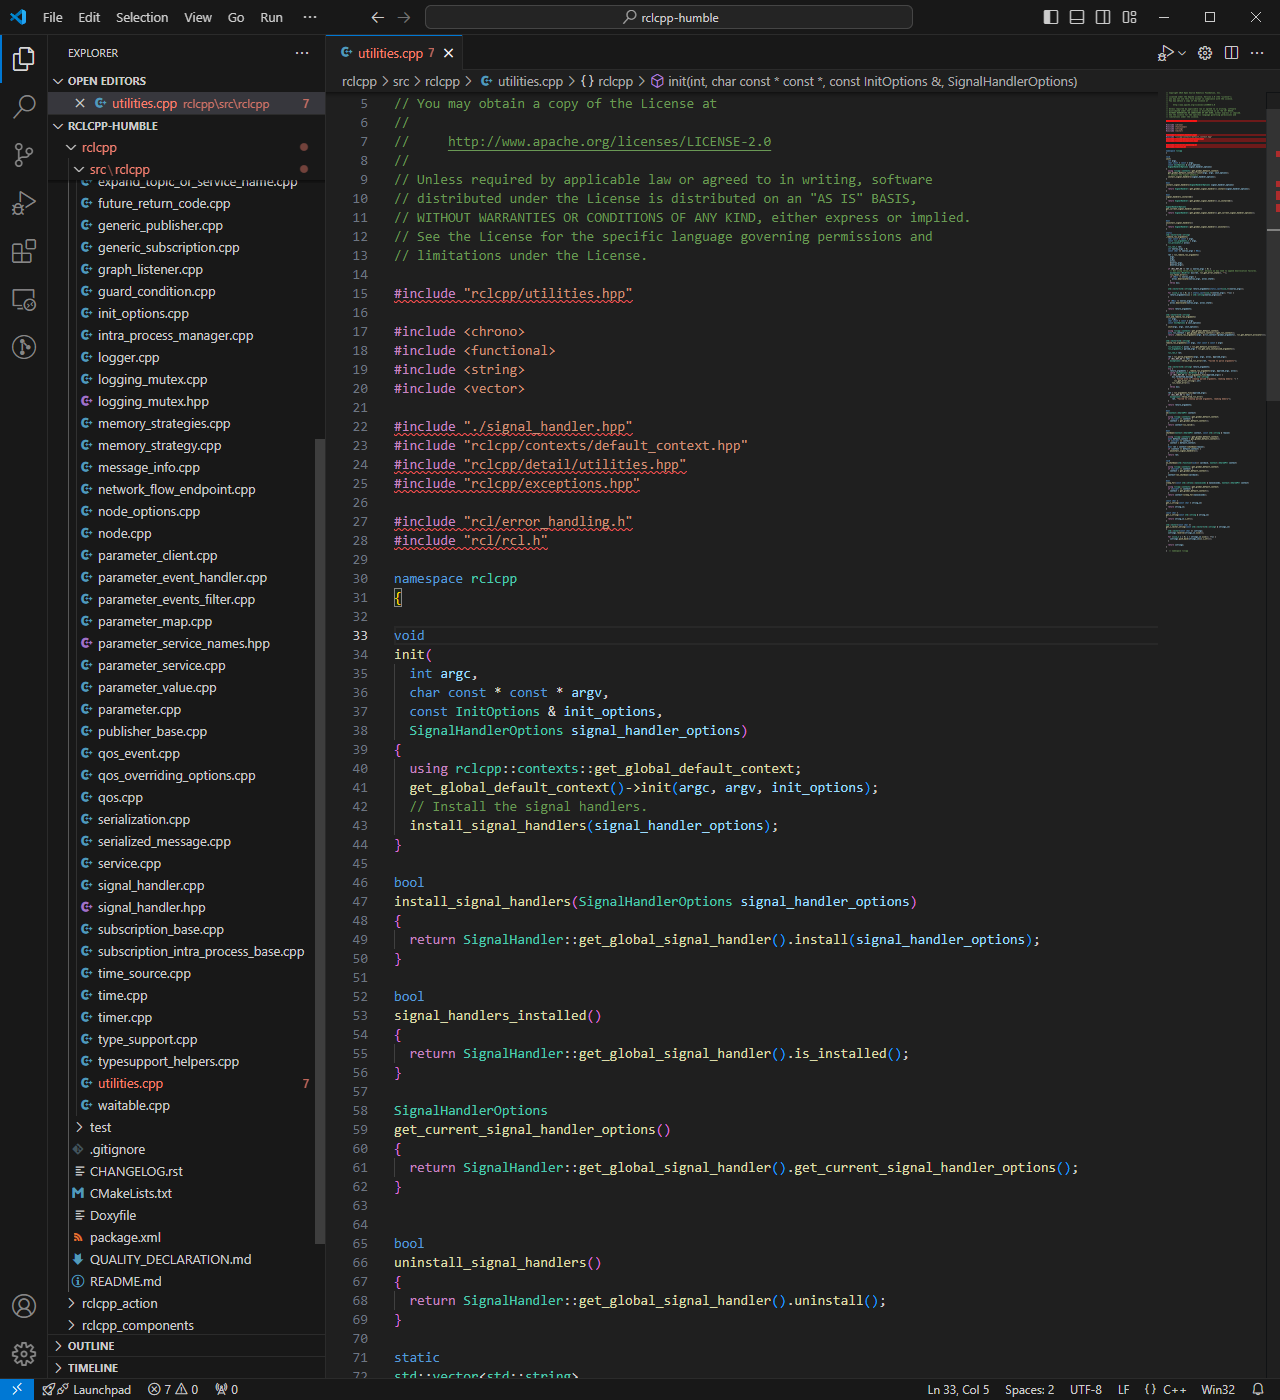 File Edit Selection View Go Run ··· rclcpp-humble
EXPLORER
OPEN EDITORS
utilities.cpp rclcpp\src\rclcpp 7
RCLCPP-HUMBLE
rclcpp
src\rclcpp
expand_topic_or_service_name.cpp
future_return_code.cpp
generic_publisher.cpp
generic_subscription.cpp
graph_listener.cpp
guard_condition.cpp
init_options.cpp
intra_process_manager.cpp
logger.cpp
logging_mutex.cpp
logging_mutex.hpp
memory_strategies.cpp
memory_strategy.cpp
message_info.cpp
network_flow_endpoint.cpp
node_options.cpp
node.cpp
parameter_client.cpp
parameter_event_handler.cpp
parameter_events_filter.cpp
parameter_map.cpp
parameter_service_names.hpp
parameter_service.cpp
parameter_value.cpp
parameter.cpp
publisher_base.cpp
qos_event.cpp
qos_overriding_options.cpp
qos.cpp
serialization.cpp
serialized_message.cpp
service.cpp
signal_handler.cpp
signal_handler.hpp
subscription_base.cpp
subscription_intra_process_base.cpp
time_source.cpp
time.cpp
timer.cpp
type_support.cpp
typesupport_helpers.cpp
utilities.cpp 7
waitable.cpp
test
.gitignore
CHANGELOG.rst
CMakeLists.txt
Doxyfile
package.xml
QUALITY_DECLARATION.md
README.md
rclcpp_action
rclcpp_components
OUTLINE
TIMELINE
utilities.cpp 7
rclcpp > src > rclcpp > utilities.cpp > {} rclcpp > init(int, char const * const *, const InitOptions &, SignalHandlerOptions)
5 // You may obtain a copy of the License at
6 //
7 //     http://www.apache.org/licenses/LICENSE-2.0
8 //
9 // Unless required by applicable law or agreed to in writing, software
10 // distributed under the License is distributed on an "AS IS" BASIS,
11 // WITHOUT WARRANTIES OR CONDITIONS OF ANY KIND, either express or implied.
12 // See the License for the specific language governing permissions and
13 // limitations under the License.
14
15 #include "rclcpp/utilities.hpp"
16
17 #include <chrono>
18 #include <functional>
19 #include <string>
20 #include <vector>
21
22 #include "./signal_handler.hpp"
23 #include "rclcpp/contexts/default_context.hpp"
24 #include "rclcpp/detail/utilities.hpp"
25 #include "rclcpp/exceptions.hpp"
26
27 #include "rcl/error_handling.h"
28 #include "rcl/rcl.h"
29
30 namespace rclcpp
31 {
32
33 void
34 init(
35   int argc,
36   char const * const * argv,
37   const InitOptions & init_options,
38   SignalHandlerOptions signal_handler_options)
39 {
40   using rclcpp::contexts::get_global_default_context;
41   get_global_default_context()->init(argc, argv, init_options);
42   // Install the signal handlers.
43   install_signal_handlers(signal_handler_options);
44 }
45
46 bool
47 install_signal_handlers(SignalHandlerOptions signal_handler_options)
48 {
49   return SignalHandler::get_global_signal_handler().install(signal_handler_options);
50 }
51
52 bool
53 signal_handlers_installed()
54 {
55   return SignalHandler::get_global_signal_handler().is_installed();
56 }
57
58 SignalHandlerOptions
59 get_current_signal_handler_options()
60 {
61   return SignalHandler::get_global_signal_handler().get_current_signal_handler_options();
62 }
63
64
65 bool
66 uninstall_signal_handlers()
67 {
68   return SignalHandler::get_global_signal_handler().uninstall();
69 }
70
71 static
72 std::vector<std::string>
Launchpad 7 0 0 Ln 33, Col 5 Spaces: 2 UTF-8 LF {} C++ Win32